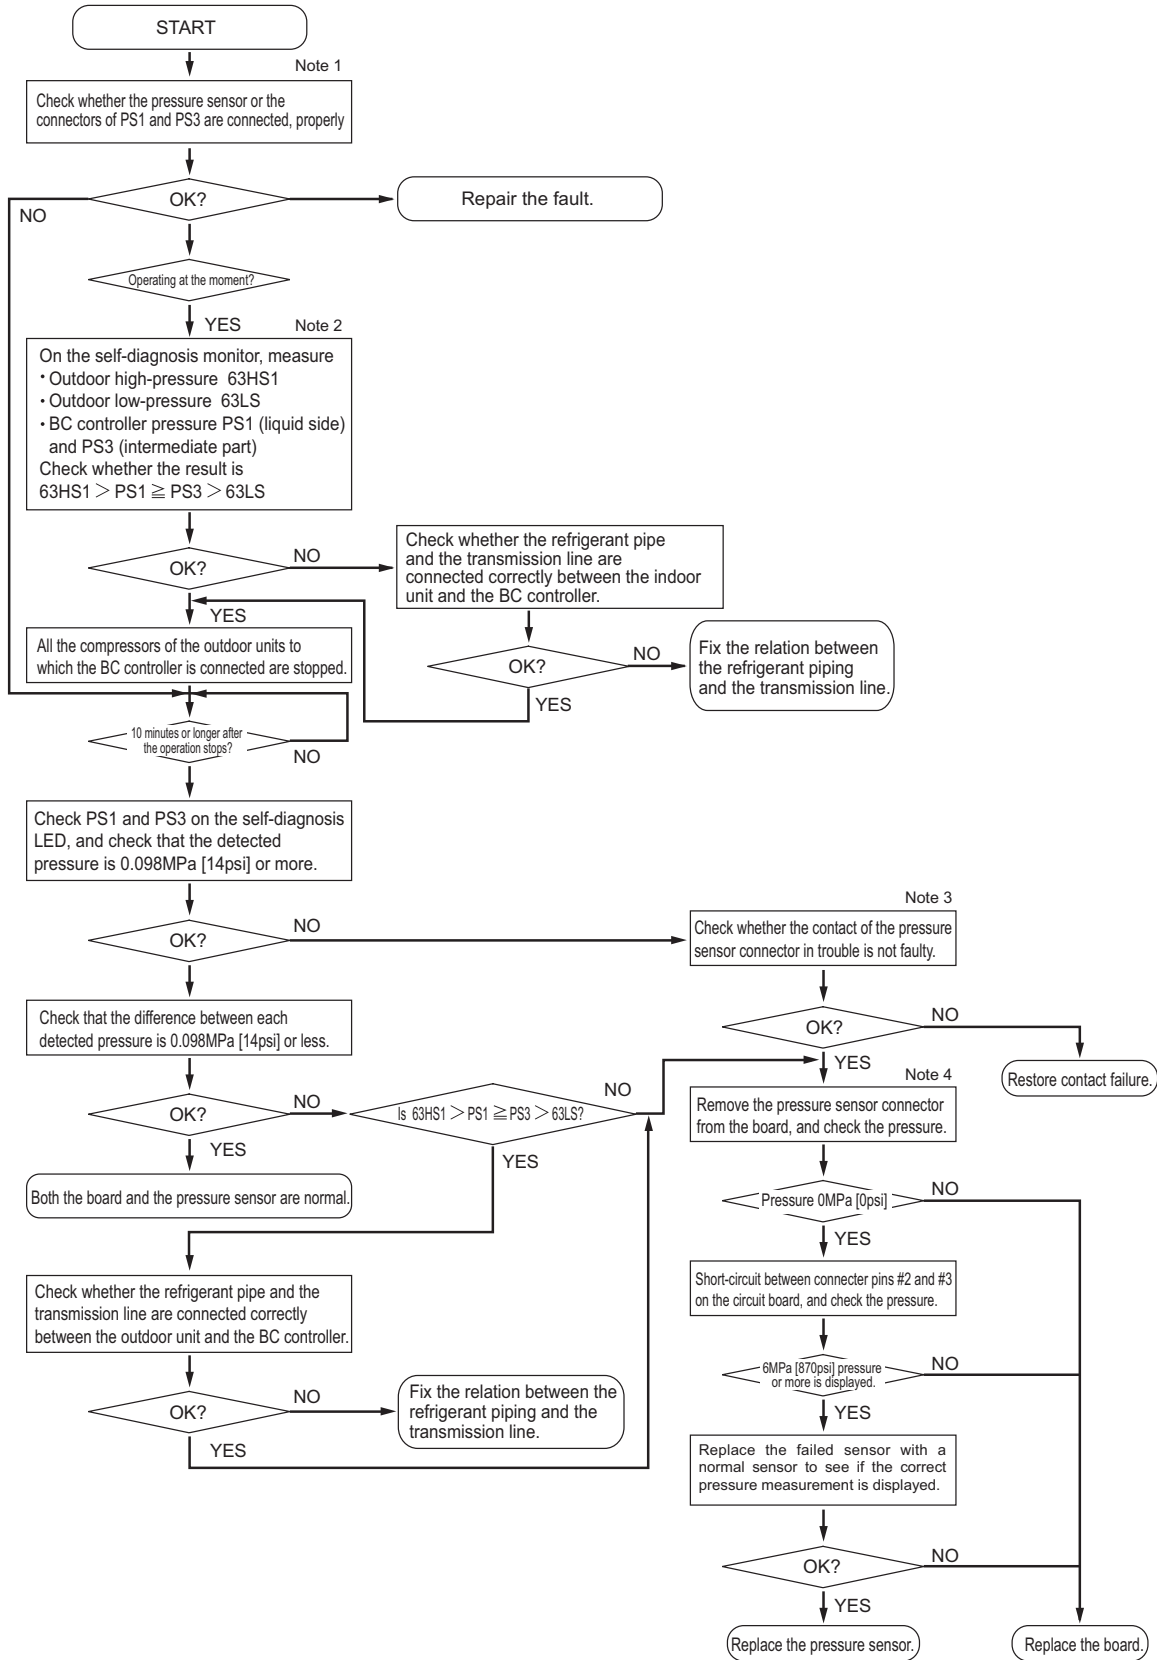 START
Note 1
Check whether the pressure sensor or the
connectors of PS1 and PS3 are connected, properly
OK?
Repair the fault.
NO
Operating at the moment?
YES
Note 2
On the self-diagnosis monitor, measure
・Outdoor high-pressure 63HS1
・Outdoor low-pressure 63LS
・BC controller pressure PS1 (liquid side)
and PS3 (intermediate part)
Check whether the result is
63HS1＞PS1≧PS3＞63LS
OK?
NO
Check whether the refrigerant pipe
and the transmission line are
connected correctly between the indoor
unit and the BC controller.
YES
All the compressors of the outdoor units to
which the BC controller is connected are stopped.
OK?
NO
Fix the relation between
the refrigerant piping
and the transmission line.
YES
10 minutes or longer after
the operation stops?
NO
Check PS1 and PS3 on the self-diagnosis
LED, and check that the detected
pressure is 0.098MPa [14psi] or more.
OK?
NO
Note 3
Check whether the contact of the pressure
sensor connector in trouble is not faulty.
Check that the difference between each
detected pressure is 0.098MPa [14psi] or less.
OK?
NO
YES
Restore contact failure.
OK?
NO
Is 63HS1＞PS1≧PS3＞63LS?
NO
YES
YES
Both the board and the pressure sensor are normal.
Note 4
Remove the pressure sensor connector
from the board, and check the pressure.
Pressure 0MPa [0psi]
NO
YES
Check whether the refrigerant pipe and the
transmission line are connected correctly
between the outdoor unit and the BC controller.
Short-circuit between connecter pins #2 and #3
on the circuit board, and check the pressure.
6MPa [870psi] pressure
or more is displayed.
NO
YES
OK?
NO
Fix the relation between the
refrigerant piping and the
transmission line.
YES
Replace the failed sensor with a
normal sensor to see if the correct
pressure measurement is displayed.
OK?
NO
YES
Replace the pressure sensor.
Replace the board.